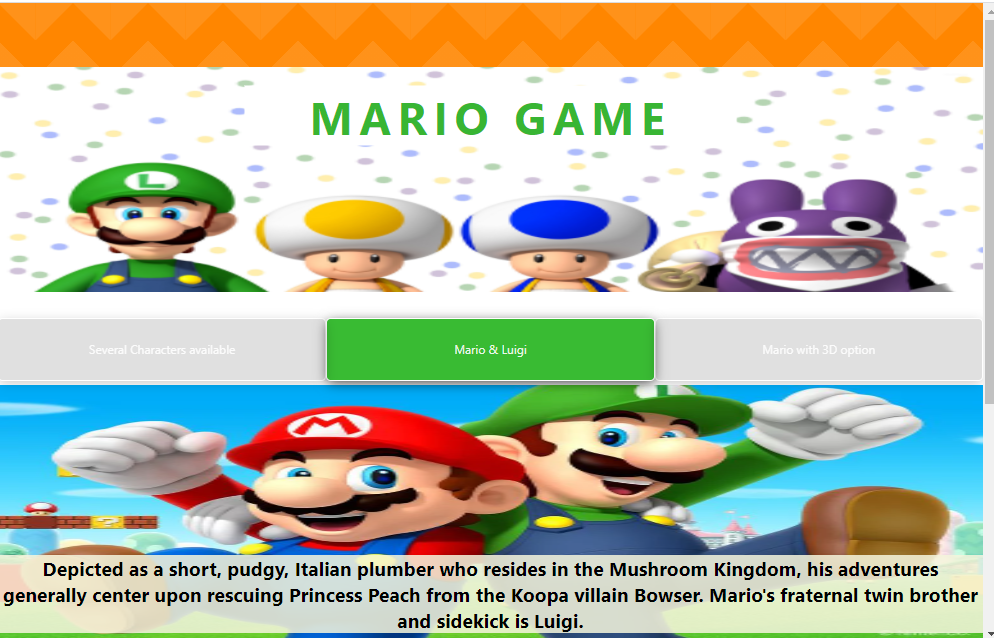 MARIO GAME
L
Several Characters available
Mario & Luigi
Mario with 3D option
L
M
?
Depicted as a short, pudgy, Italian plumber who resides in the Mushroom Kingdom, his adventures
generally center upon rescuing Princess Peach from the Koopa villain Bowser. Mario's fraternal twin brother
and sidekick is Luigi.